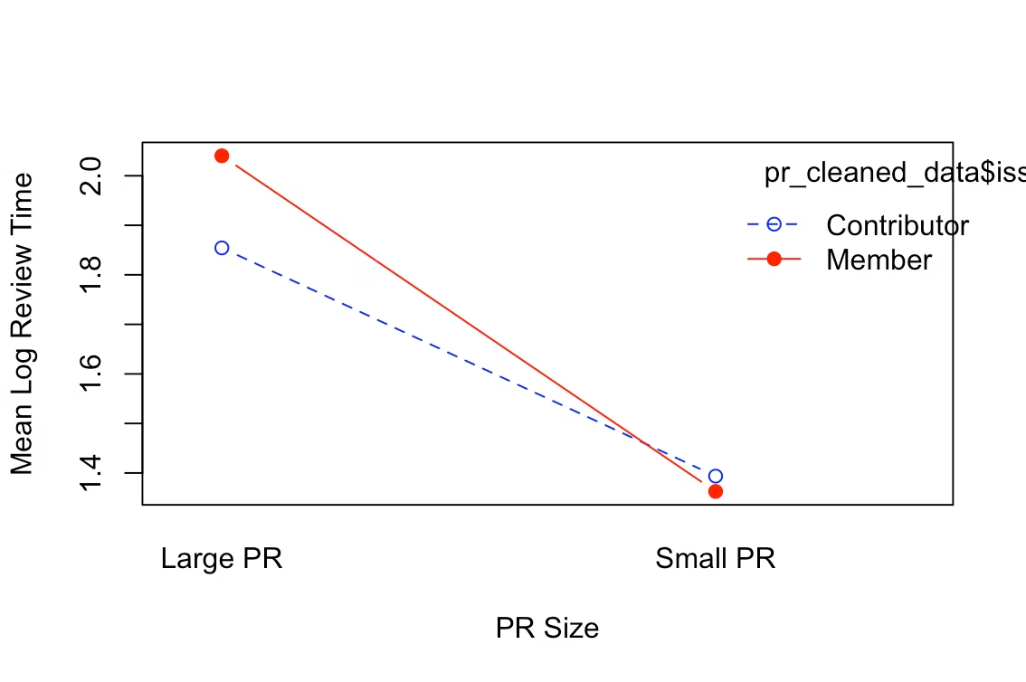 Mean Log Review Time
2.0
1.8
1.6
1.4
pr_cleaned_data$iss
Contributor
Member
Large PR
Small PR
PR Size